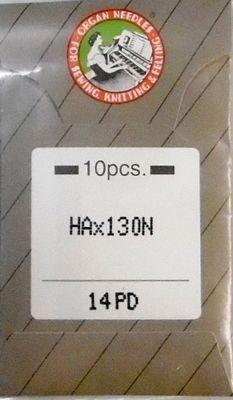 ORGAN NEEDLES
FOR SEWING, KNITTING & FELTING
10pcs.
HAx130N
14PD